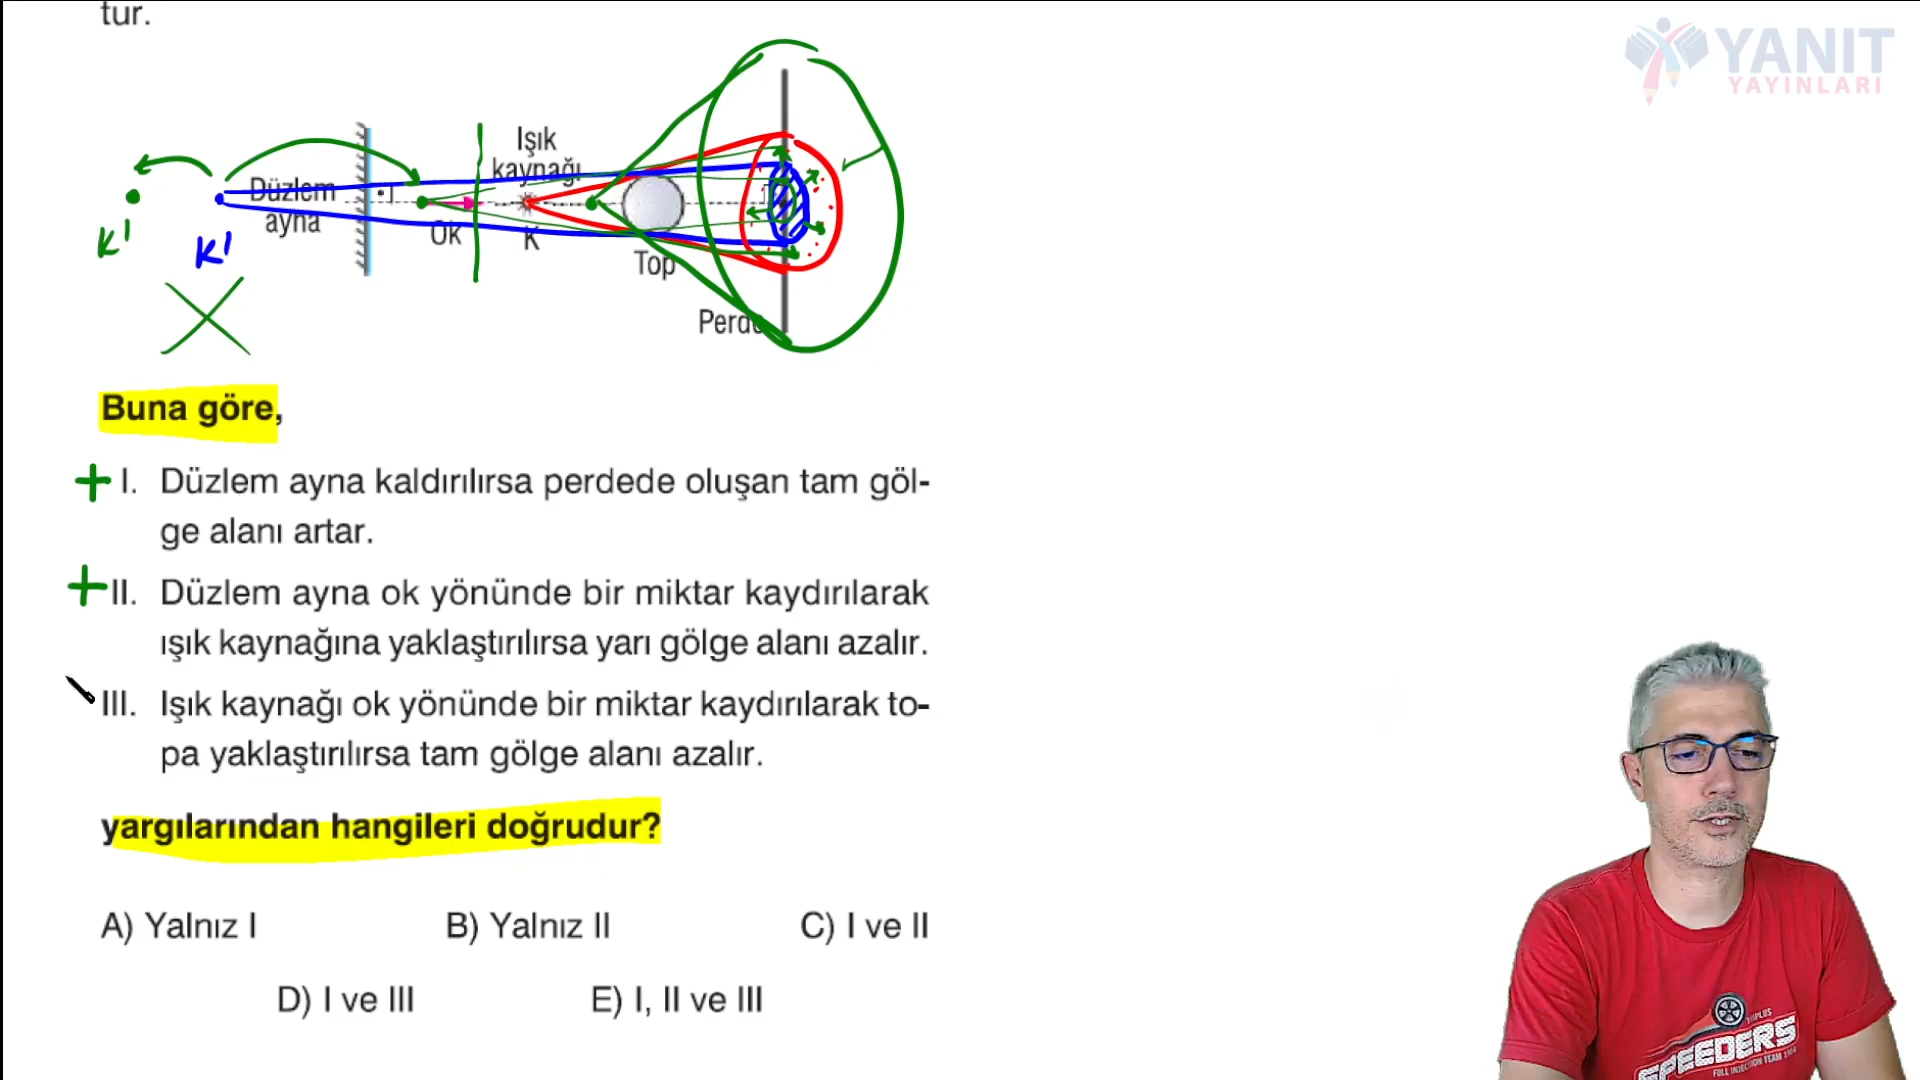 tur.
YANIT
YAYINLARI
Işık
kaynağı
Düzlem
ayna
Ok
K
Top
Perde
K'
K'
Buna göre,
+ I. Düzlem ayna kaldırılırsa perdede oluşan tam göl-
ge alanı artar.
+ II. Düzlem ayna ok yönünde bir miktar kaydırılarak
ışık kaynağına yaklaştırılırsa yarı gölge alanı azalır.
III. Işık kaynağı ok yönünde bir miktar kaydırılarak to-
pa yaklaştırılırsa tam gölge alanı azalır.
yargılarından hangileri doğrudur?
A) Yalnız I B) Yalnız II C) I ve II
D) I ve III E) I, II ve III
SPEEDERS